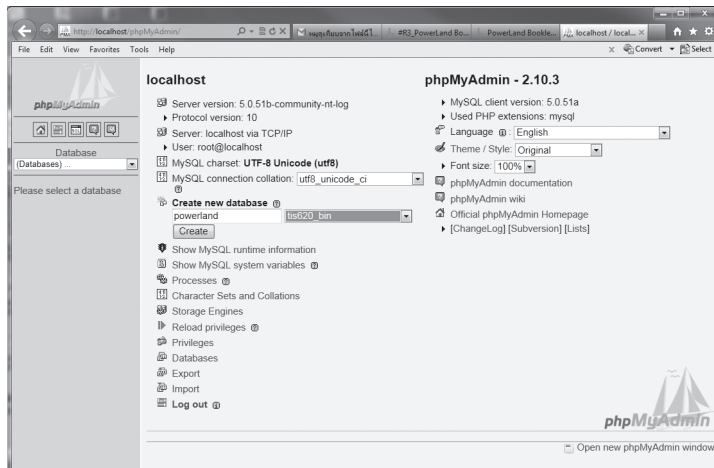 http://localhost/phpMyAdmin/
#R3_PowerLand Bo...
PowerLand Bookle...
localhost / local...
File Edit View Favorites Tools Help
x Convert Select
phpMyAdmin
Database
(Databases) ...
Please select a database
localhost
Server version: 5.0.51b-community-nt-log
Protocol version: 10
Server: localhost via TCP/IP
User: root@localhost
MySQL charset: UTF-8 Unicode (utf8)
MySQL connection collation: utf8_unicode_ci
Create new database
powerland tis620_bin
Create
Show MySQL runtime information
Show MySQL system variables
Processes
Character Sets and Collations
Storage Engines
Reload privileges
Privileges
Databases
Export
Import
Log out
phpMyAdmin - 2.10.3
MySQL client version: 5.0.51a
Used PHP extensions: mysql
Language : English
Theme / Style: Original
Font size: 100%
phpMyAdmin documentation
phpMyAdmin wiki
Official phpMyAdmin Homepage
[ChangeLog] [Subversion] [Lists]
phpMyAdmin
Open new phpMyAdmin window